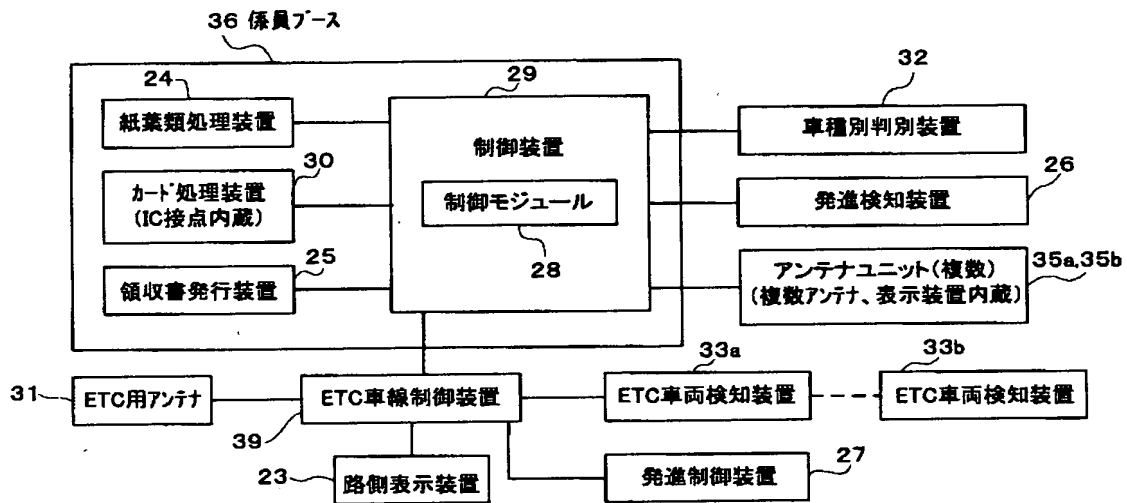 36 係員ブース
24
紙葉類処理装置
30
カード処理装置
(IC接点内蔵)
25
領収書発行装置
29
制御装置
制御モジュール
28
32
車種別判別装置
26
発進検知装置
35a,35b
アンテナユニット(複数)
(複数アンテナ、表示装置内蔵)
31
ETC用アンテナ
39
ETC車線制御装置
33a
ETC車両検知装置
33b
ETC車両検知装置
23
路側表示装置
27
発進制御装置